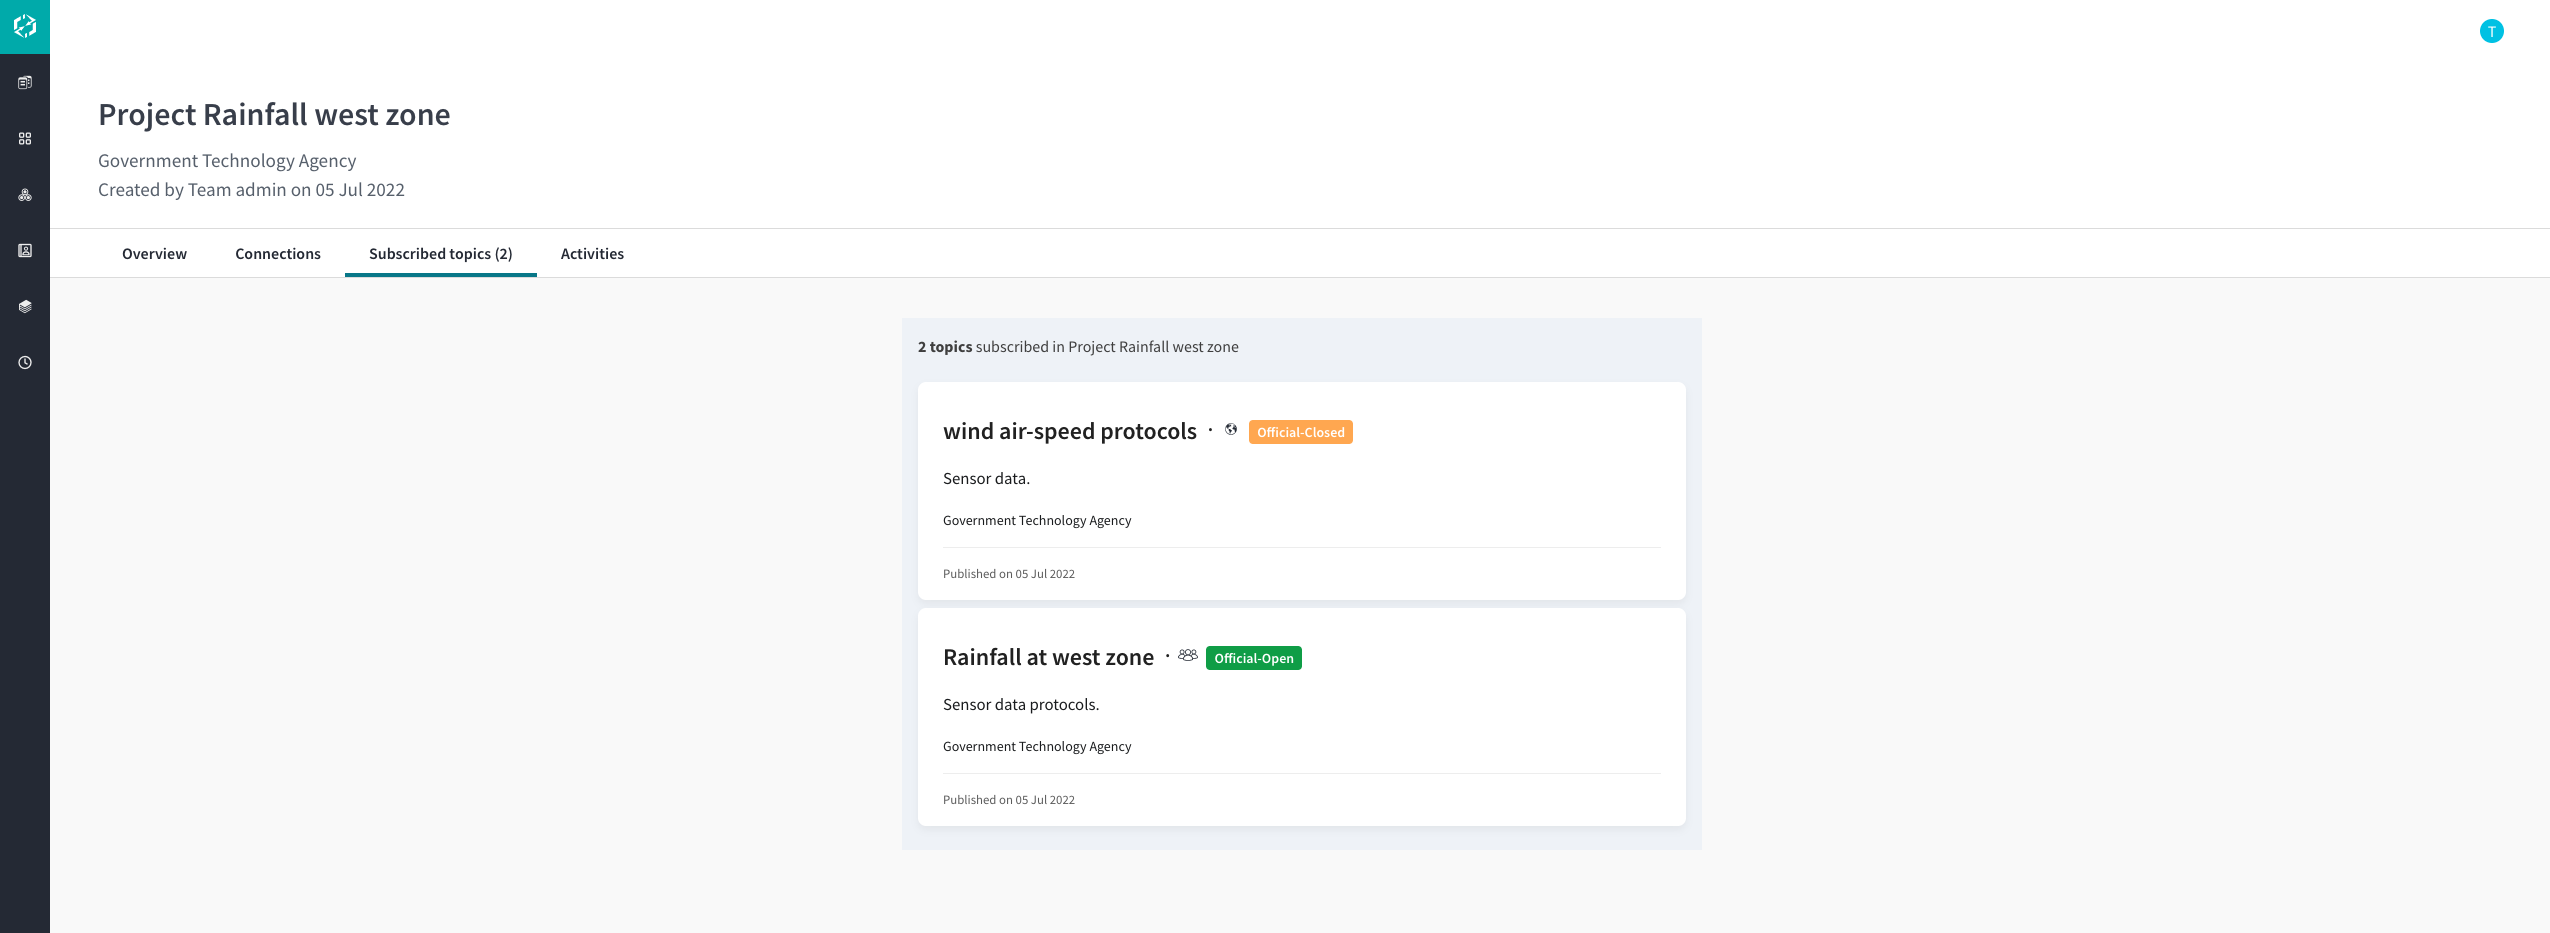 T
Project Rainfall west zone
Government Technology Agency
Created by Team admin on 05 Jul 2022
Overview Connections Subscribed topics (2) Activities
2 topics subscribed in Project Rainfall west zone
wind air-speed protocols · Official-Closed
Sensor data.
Government Technology Agency
Published on 05 Jul 2022
Rainfall at west zone · Official-Open
Sensor data protocols.
Government Technology Agency
Published on 05 Jul 2022